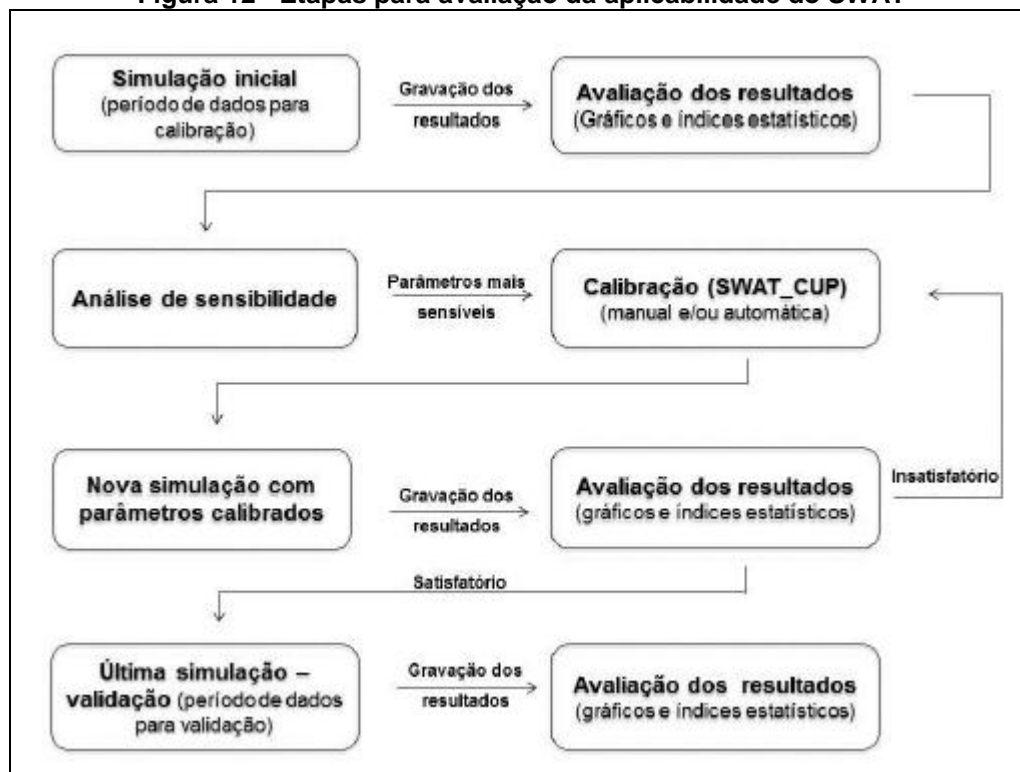 Figura 12 - Etapas para avaliação da aplicabilidade do SWAT
Simulação inicial
(período de dados para
calibração)
Gravação dos
resultados
Avaliação dos resultados
(Gráficos e índices estatísticos)
Análise de sensibilidade
Parâmetros mais
sensíveis
Calibração (SWAT_CUP)
(manual e/ou automática)
Nova simulação com
parâmetros calibrados
Gravação dos
resultados
Avaliação dos resultados
(gráficos e índices estatísticos)
Insatisfatório
Satisfatório
Última simulação –
validação (período de dados
para validação)
Gravação dos
resultados
Avaliação dos resultados
(gráficos e índices estatísticos)